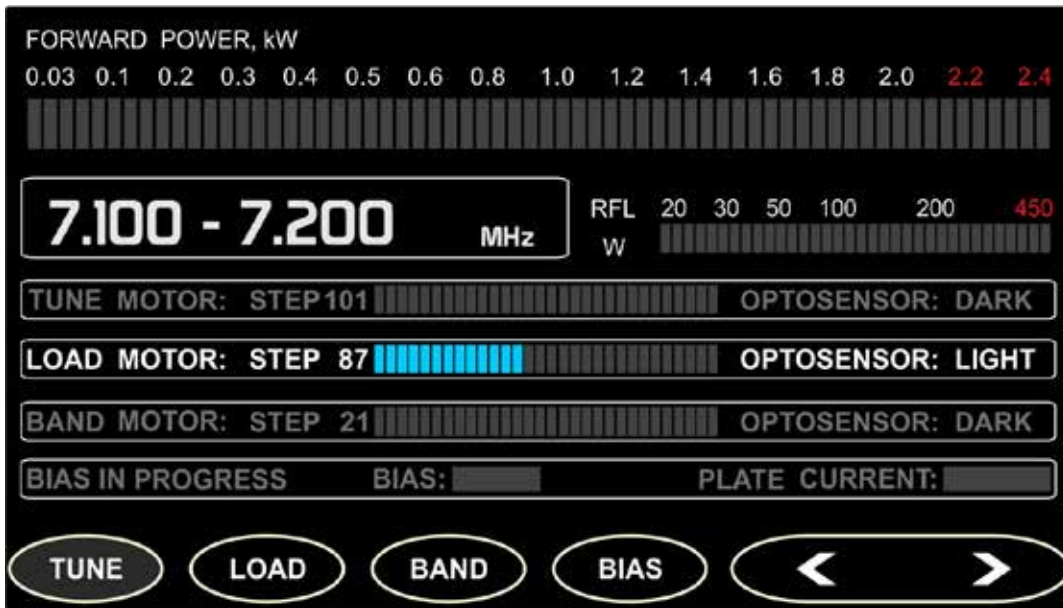 FORWARD POWER, kW
0.03 0.1 0.2 0.3 0.4 0.5 0.6 0.8 1.0 1.2 1.4 1.6 1.8 2.0 2.2 2.4
7.100 - 7.200 MHz
RFL 20 30 50 100 200 450
W
TUNE MOTOR: STEP 101 OPTOSENSOR: DARK
LOAD MOTOR: STEP 87 OPTOSENSOR: LIGHT
BAND MOTOR: STEP 21 OPTOSENSOR: DARK
BIAS IN PROGRESS BIAS: PLATE CURRENT:
TUNE LOAD BAND BIAS < >